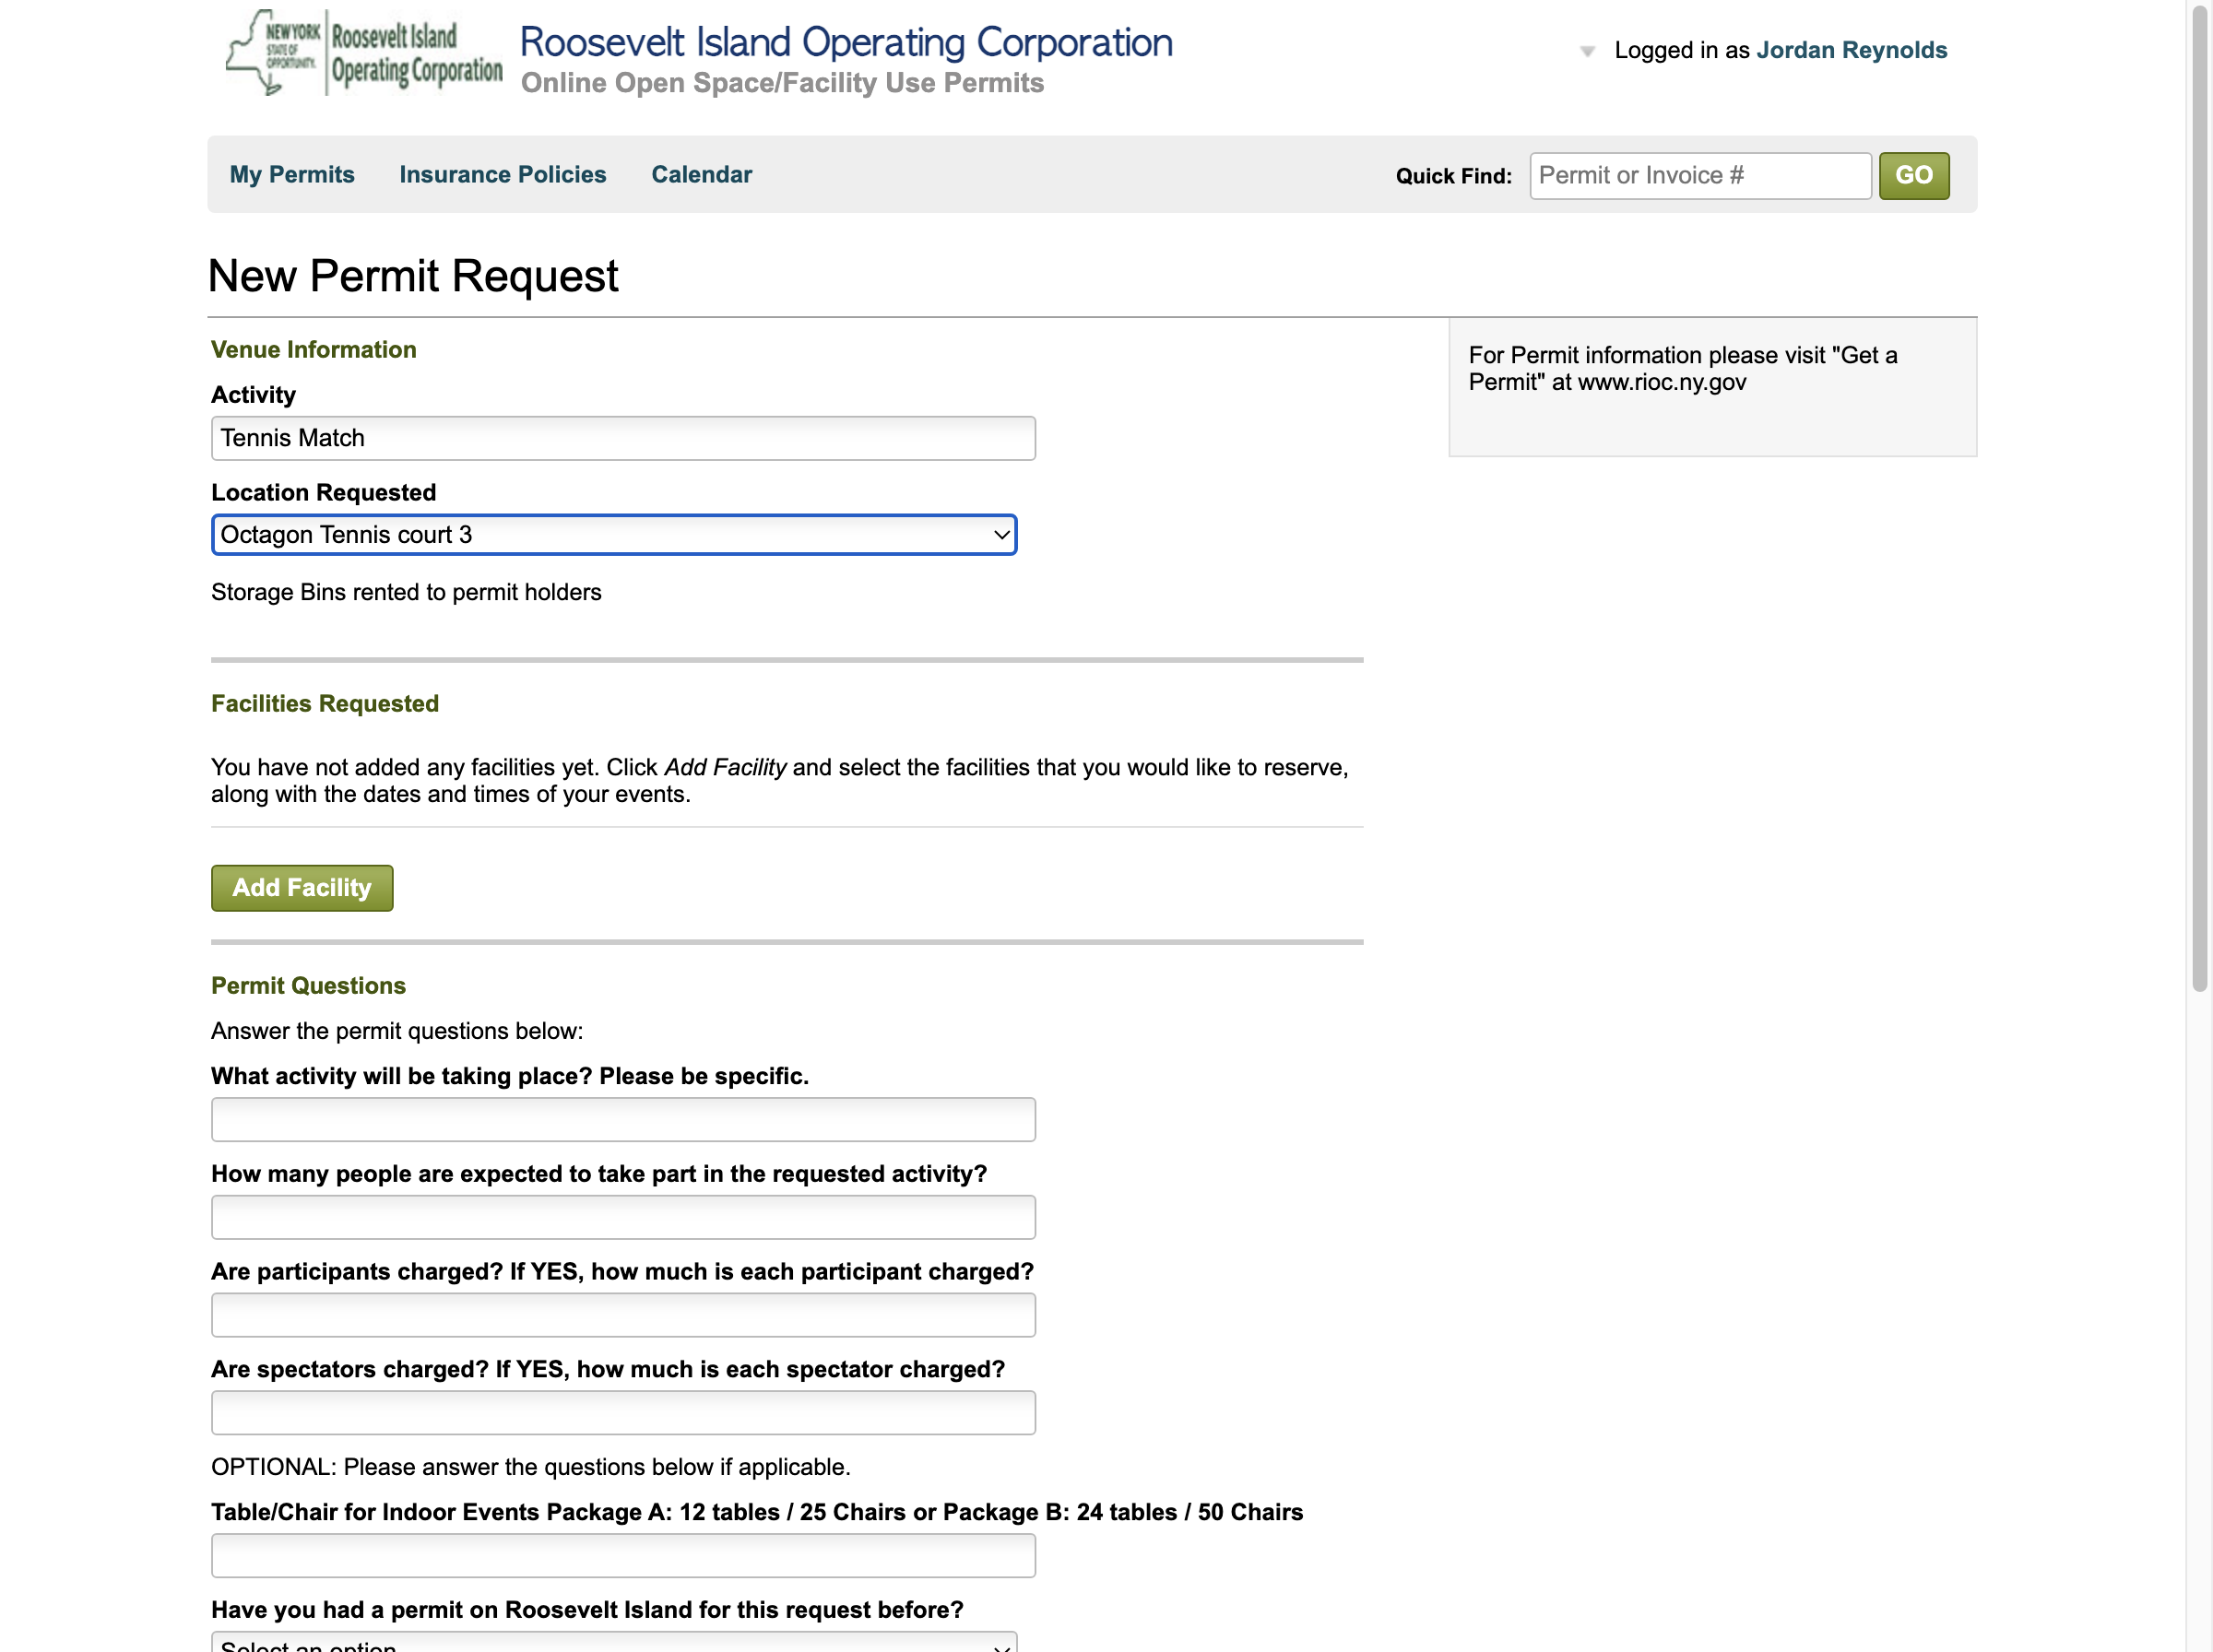 NEW YORK
STATE OF
OPPORTUNITY.
Roosevelt Island
Operating Corporation
Roosevelt Island Operating Corporation
Online Open Space/Facility Use Permits
Logged in as Jordan Reynolds
My Permits
Insurance Policies
Calendar
Quick Find:
Permit or Invoice #
GO
New Permit Request
Venue Information
For Permit information please visit "Get a
Permit" at www.rioc.ny.gov
Activity
Tennis Match
Location Requested
Octagon Tennis court 3
Storage Bins rented to permit holders
Facilities Requested
You have not added any facilities yet. Click Add Facility and select the facilities that you would like to reserve,
along with the dates and times of your events.
Add Facility
Permit Questions
Answer the permit questions below:
What activity will be taking place? Please be specific.
How many people are expected to take part in the requested activity?
Are participants charged? If YES, how much is each participant charged?
Are spectators charged? If YES, how much is each spectator charged?
OPTIONAL: Please answer the questions below if applicable.
Table/Chair for Indoor Events Package A: 12 tables / 25 Chairs or Package B: 24 tables / 50 Chairs
Have you had a permit on Roosevelt Island for this request before?
Select an option